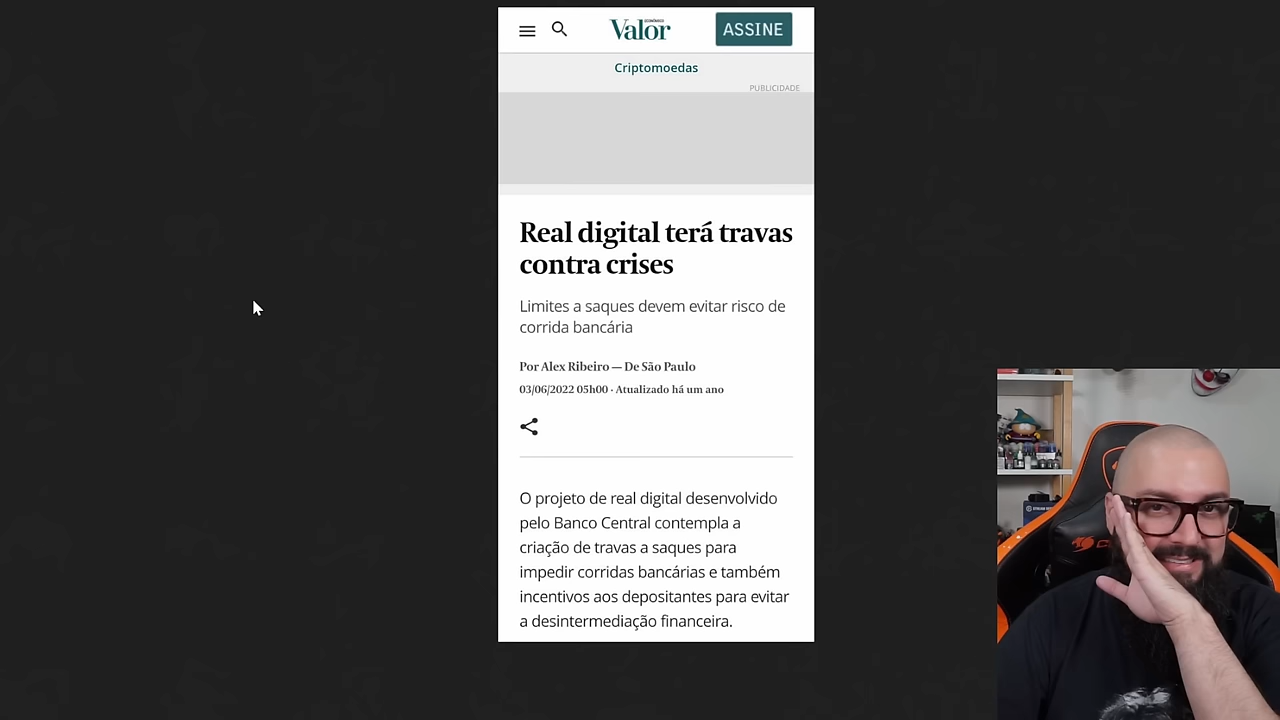 ECONÔMICO
Valor
ASSINE
Criptomoedas
PUBLICIDADE
Real digital terá travas
contra crises
Limites a saques devem evitar risco de
corrida bancária
Por Alex Ribeiro — De São Paulo
03/06/2022 05h00 · Atualizado há um ano
O projeto de real digital desenvolvido
pelo Banco Central contempla a
criação de travas a saques para
impedir corridas bancárias e também
incentivos aos depositantes para evitar
a desintermediação financeira.